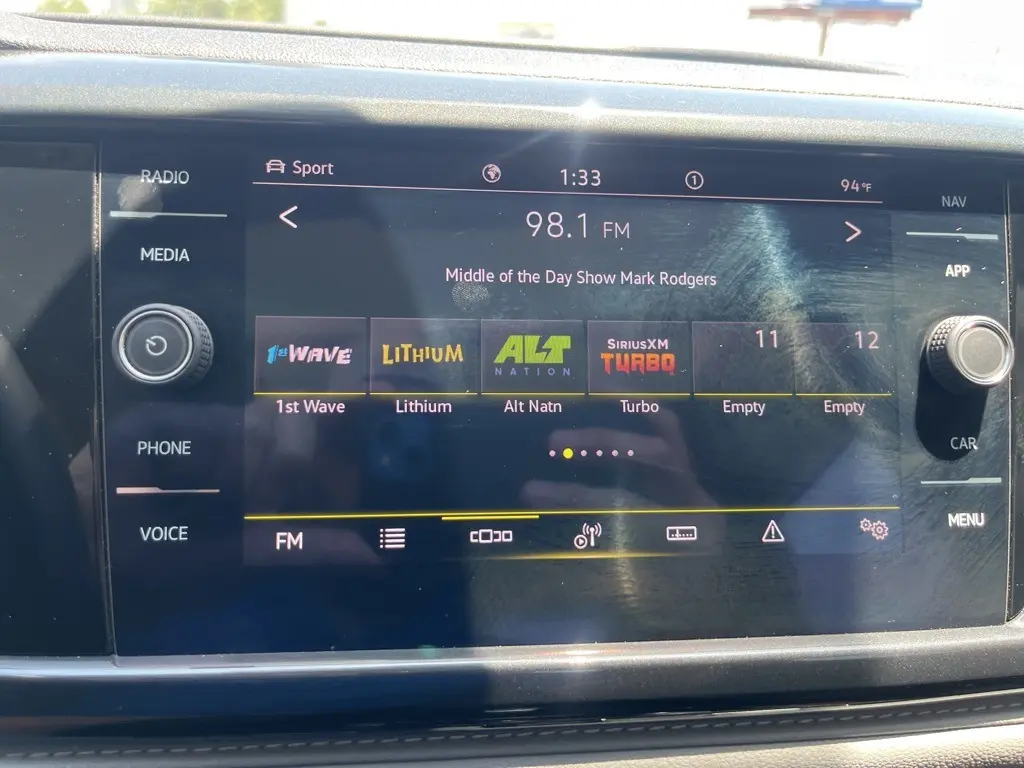 RADIO
MEDIA
PHONE
VOICE
Sport
1:33
1
94°F
98.1 FM
Middle of the Day Show Mark Rodgers
1st WAVE
LITHIUM
ALT
NATION
SIRIUSXM
TURBO
11
12
1st Wave
Lithium
Alt Natn
Turbo
Empty
Empty
FM
NAV
APP
CAR
MENU